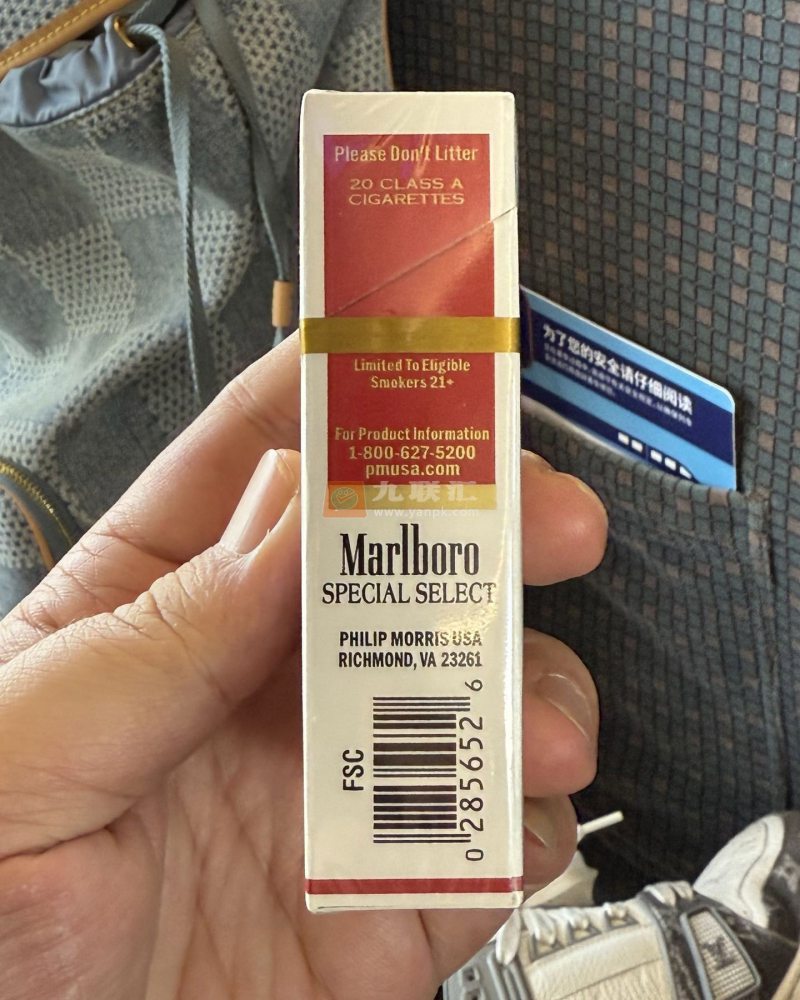 Please Don't Litter
20 CLASS A
CIGARETTES
Limited To Eligible
Smokers 21+
For Product Information
1-800-627-5200
pmusa.com
九联汇
www.yanpk.com
Marlboro
SPECIAL SELECT
PHILIP MORRIS USA
RICHMOND, VA 23261
FSC
0 285652 6
为了您的安全请仔细阅读